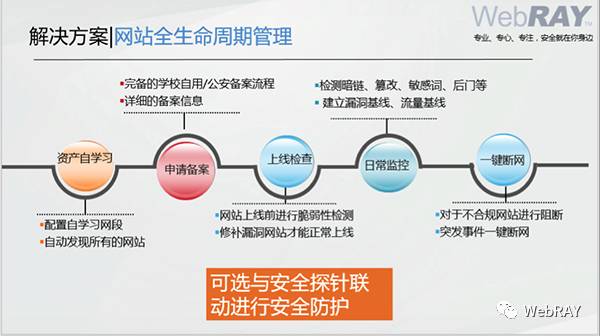 解决方案|网站全生命周期管理
WebRAY™
专业、专心、专注，安全就在你身边
完备的学校自用/公安备案流程
详细的备案信息
检测暗链、篡改、敏感词、后门等
建立漏洞基线、流量基线
资产自学习
申请备案
上线检查
日常监控
一键断网
配置自学习网段
自动发现所有的网站
网站上线前进行脆弱性检测
修补漏洞网站才能正常上线
对于不合规网站进行阻断
突发事件一键断网
可选与安全探针联
动进行安全防护
WebRAY